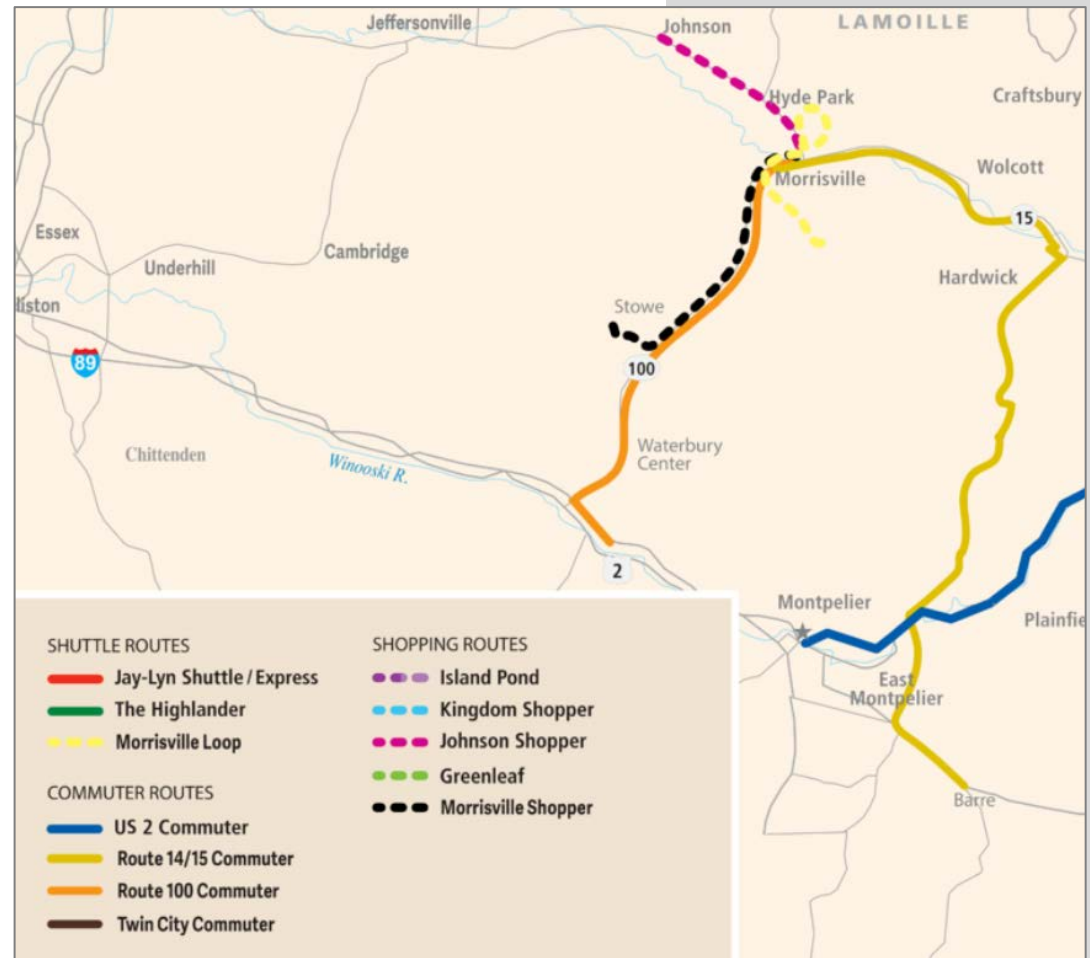 Jeffersonville
Johnson
LAMOILLE
Hyde Park
Craftsbury
Morrisville
Wolcott
15
Essex
Underhill
Cambridge
Hardwick
liston
Stowe
89
100
Chittenden
Winooski R.
Waterbury
Center
2
Montpelier
Plainfie
East
Montpelier
Barre
SHUTTLE ROUTES
Jay-Lyn Shuttle / Express
The Highlander
Morrisville Loop
COMMUTER ROUTES
US 2 Commuter
Route 14/15 Commuter
Route 100 Commuter
Twin City Commuter
SHOPPING ROUTES
Island Pond
Kingdom Shopper
Johnson Shopper
Greenleaf
Morrisville Shopper